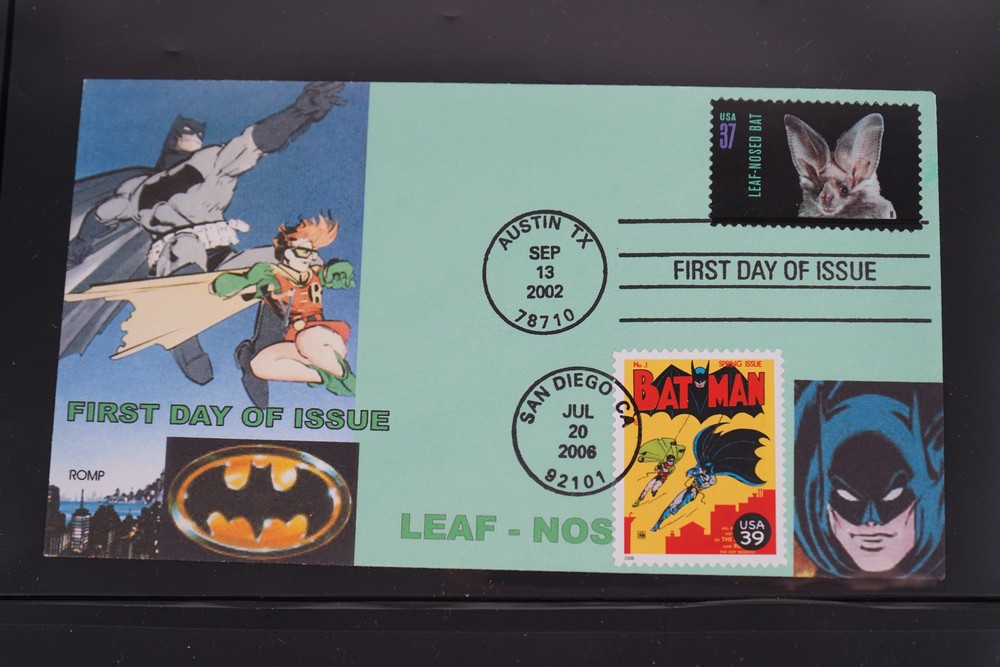 USA
37
LEAF-NOSED BAT
AUSTIN TX
SEP
13
2002
78710
FIRST DAY OF ISSUE
No. 1
SPRING ISSUE
BATMAN
SAN DIEGO CA
JUL
20
2006
92101
USA
39
2006
FIRST DAY OF ISSUE
ROMP
R
LEAF - NOS